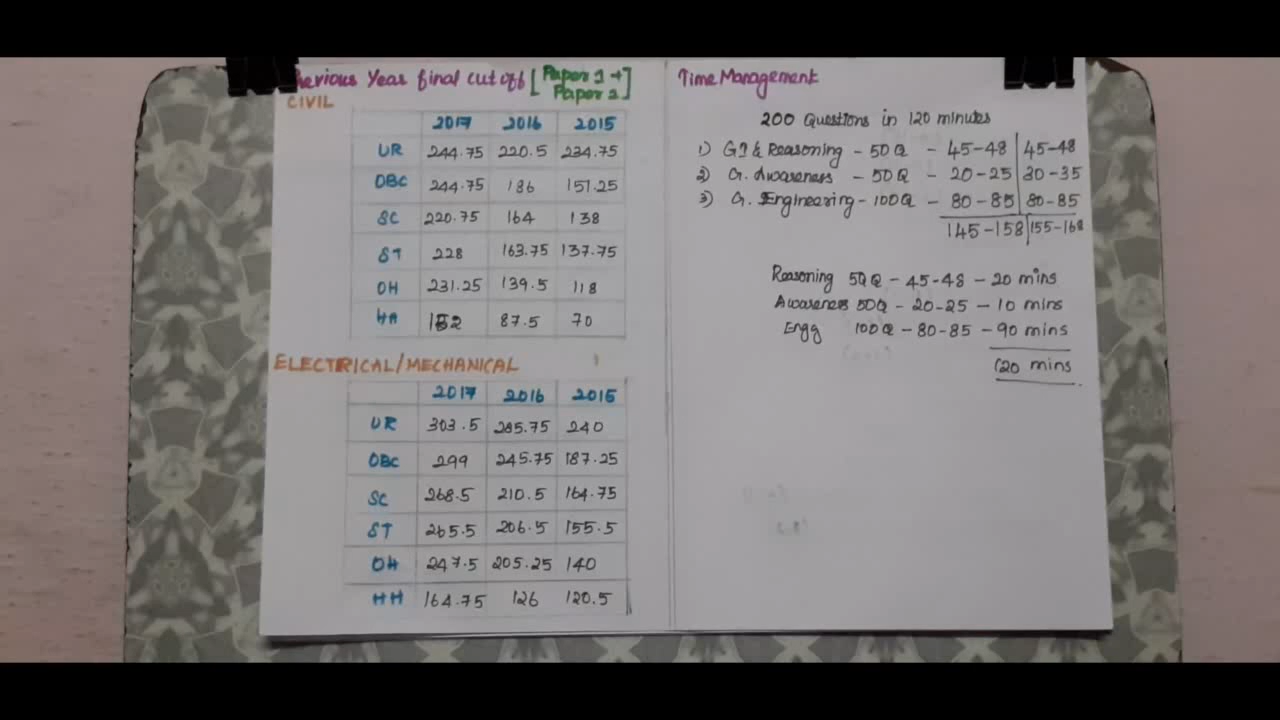 Previous Year final cut off [Paper 1 +
Paper 2]
CIVIL
2017 2016 2015
UR 244.75 220.5 234.75
OBC 244.75 186 151.25
SC 220.75 164 138
ST 228 163.75 137.75
OH 231.25 139.5 118
HH 152 87.5 70
ELECTRICAL/MECHANICAL
2017 2016 2015
UR 303.5 285.75 240
OBC 299 245.75 187.25
SC 268.5 210.5 164.75
ST 265.5 206.5 155.5
OH 247.5 205.25 140
HH 164.75 126 120.5
Time Management
200 Questions in 120 minutes
1) GI & Reasoning - 50Q - 45-48 45-48
2) G. Awareness - 50Q - 20-25 30-35
3) G. Engineering - 100Q - 80-85 80-85
145-158 155-168
Reasoning 50Q - 45-48 - 20 mins
Awareness 50Q - 20-25 - 10 mins
Engg 100Q - 80-85 - 90 mins
120 mins